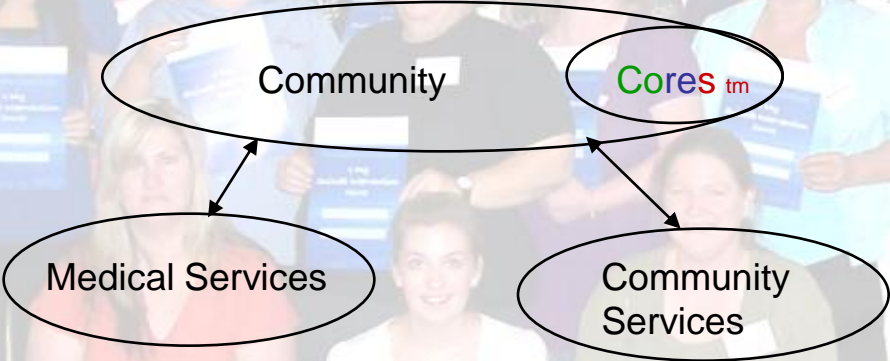 Community
Cores tm
Medical Services
Community
Services